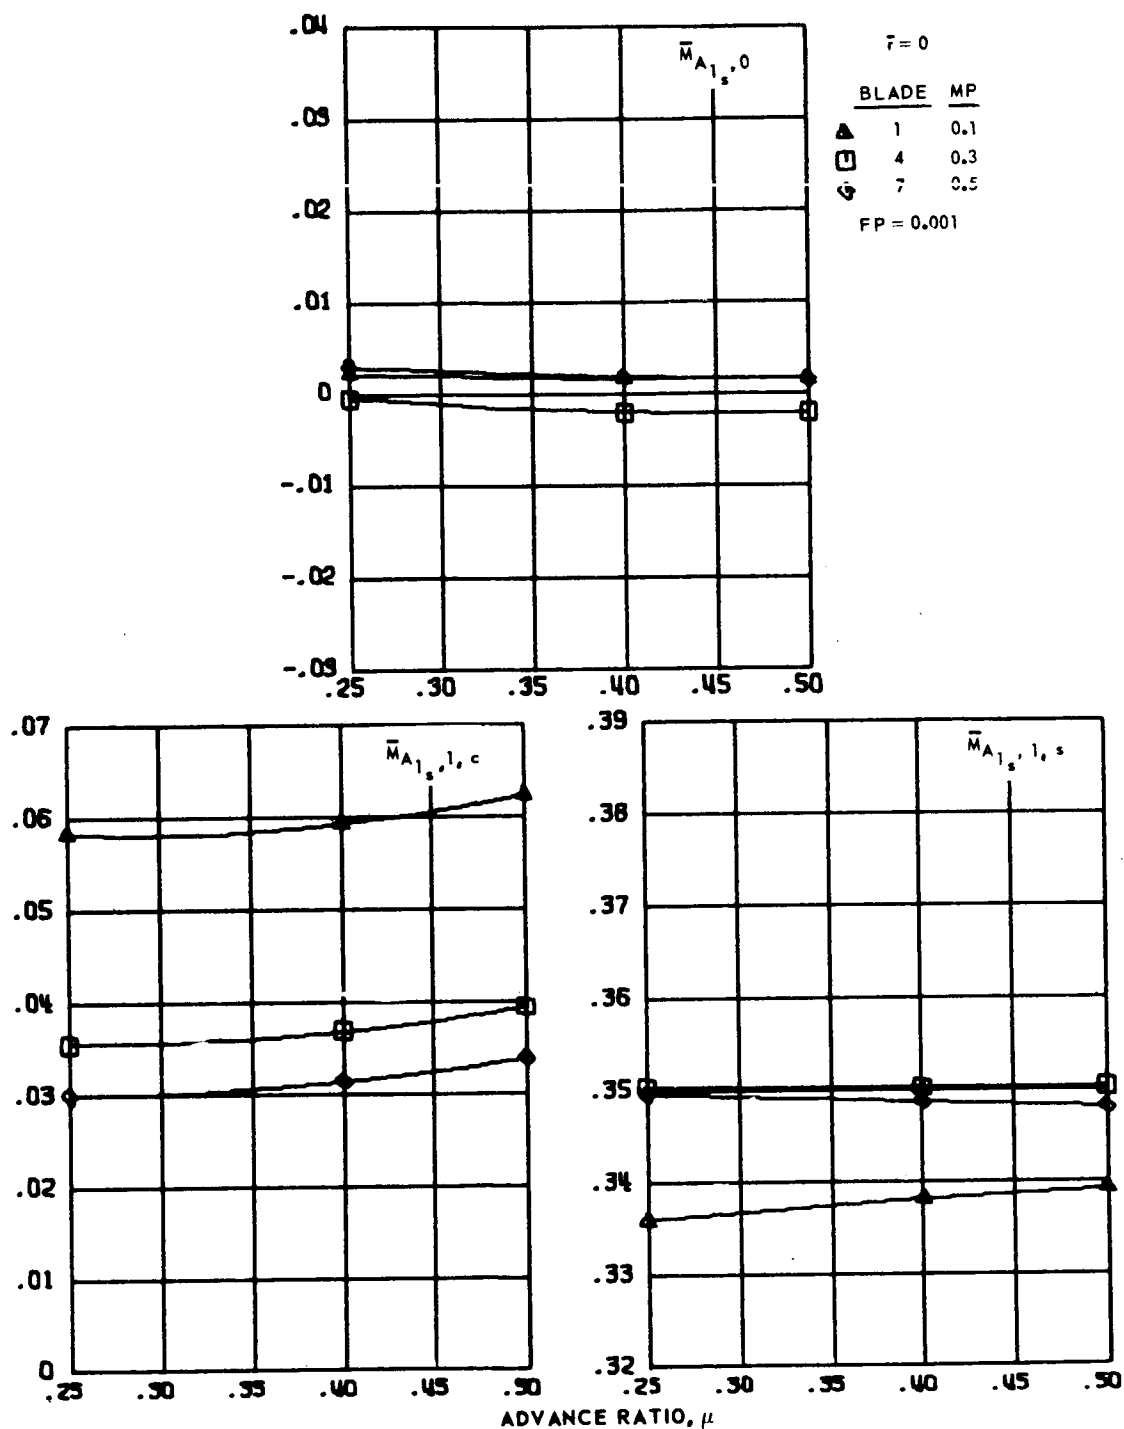 .04
.03
.02
.01
0
-.01
-.02
-.03
.25 .30 .35 .40 .45 .50
M̄A1s,0
r̄ = 0
BLADE MP
1 0.1
4 0.3
7 0.5
FP = 0.001
.07
.06
.05
.04
.03
.02
.01
0
.25 .30 .35 .40 .45 .50
M̄A1s,1,c
.39
.38
.37
.36
.35
.34
.33
.32
.25 .30 .35 .40 .45 .50
M̄A1s,1,s
ADVANCE RATIO, μ